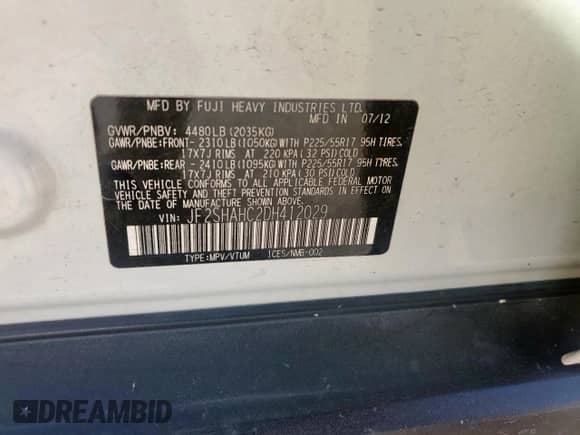 MFD BY FUJI HEAVY INDUSTRIES LTD.
MFD IN 07/12
GVWR/PNBV: 4480LB(2035KG)
GAWR/PNBE:FRONT- 2310LB(1050KG)WITH P225/55R17 95H TIRES,
17X7J RIMS AT 220 KPA(32 PSI)COLD
GAWR/PNBE:REAR - 2410LB(1095KG)WITH P225/55R17 95H TIRES,
17X7J RIMS AT 210 KPA(30 PSI)COLD
THIS VEHICLE CONFORMS TO ALL APPLICABLE FEDERAL MOTOR
VEHICLE SAFETY AND BUMPER STANDARDS IN EFFECT ON
THE DATE OF MANUFACTURE SHOWN ABOVE.
VIN: JF2SHAHC2DH412029
TYPE:MPV/VTUM ICES/NMB-002
DREAMBID